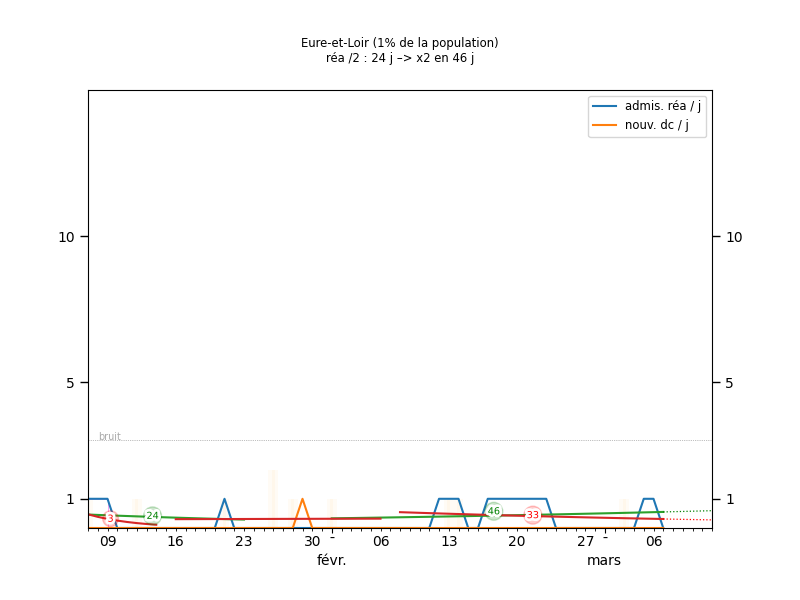 Eure-et-Loir (1% de la population)
réa /2 : 24 j –> x2 en 46 j
admis. réa / j
nouv. dc / j
10 10
5 5
bruit
1 1
3 24 46 33
09 16 23 30 - 06 13 20 27 - 06
févr. mars